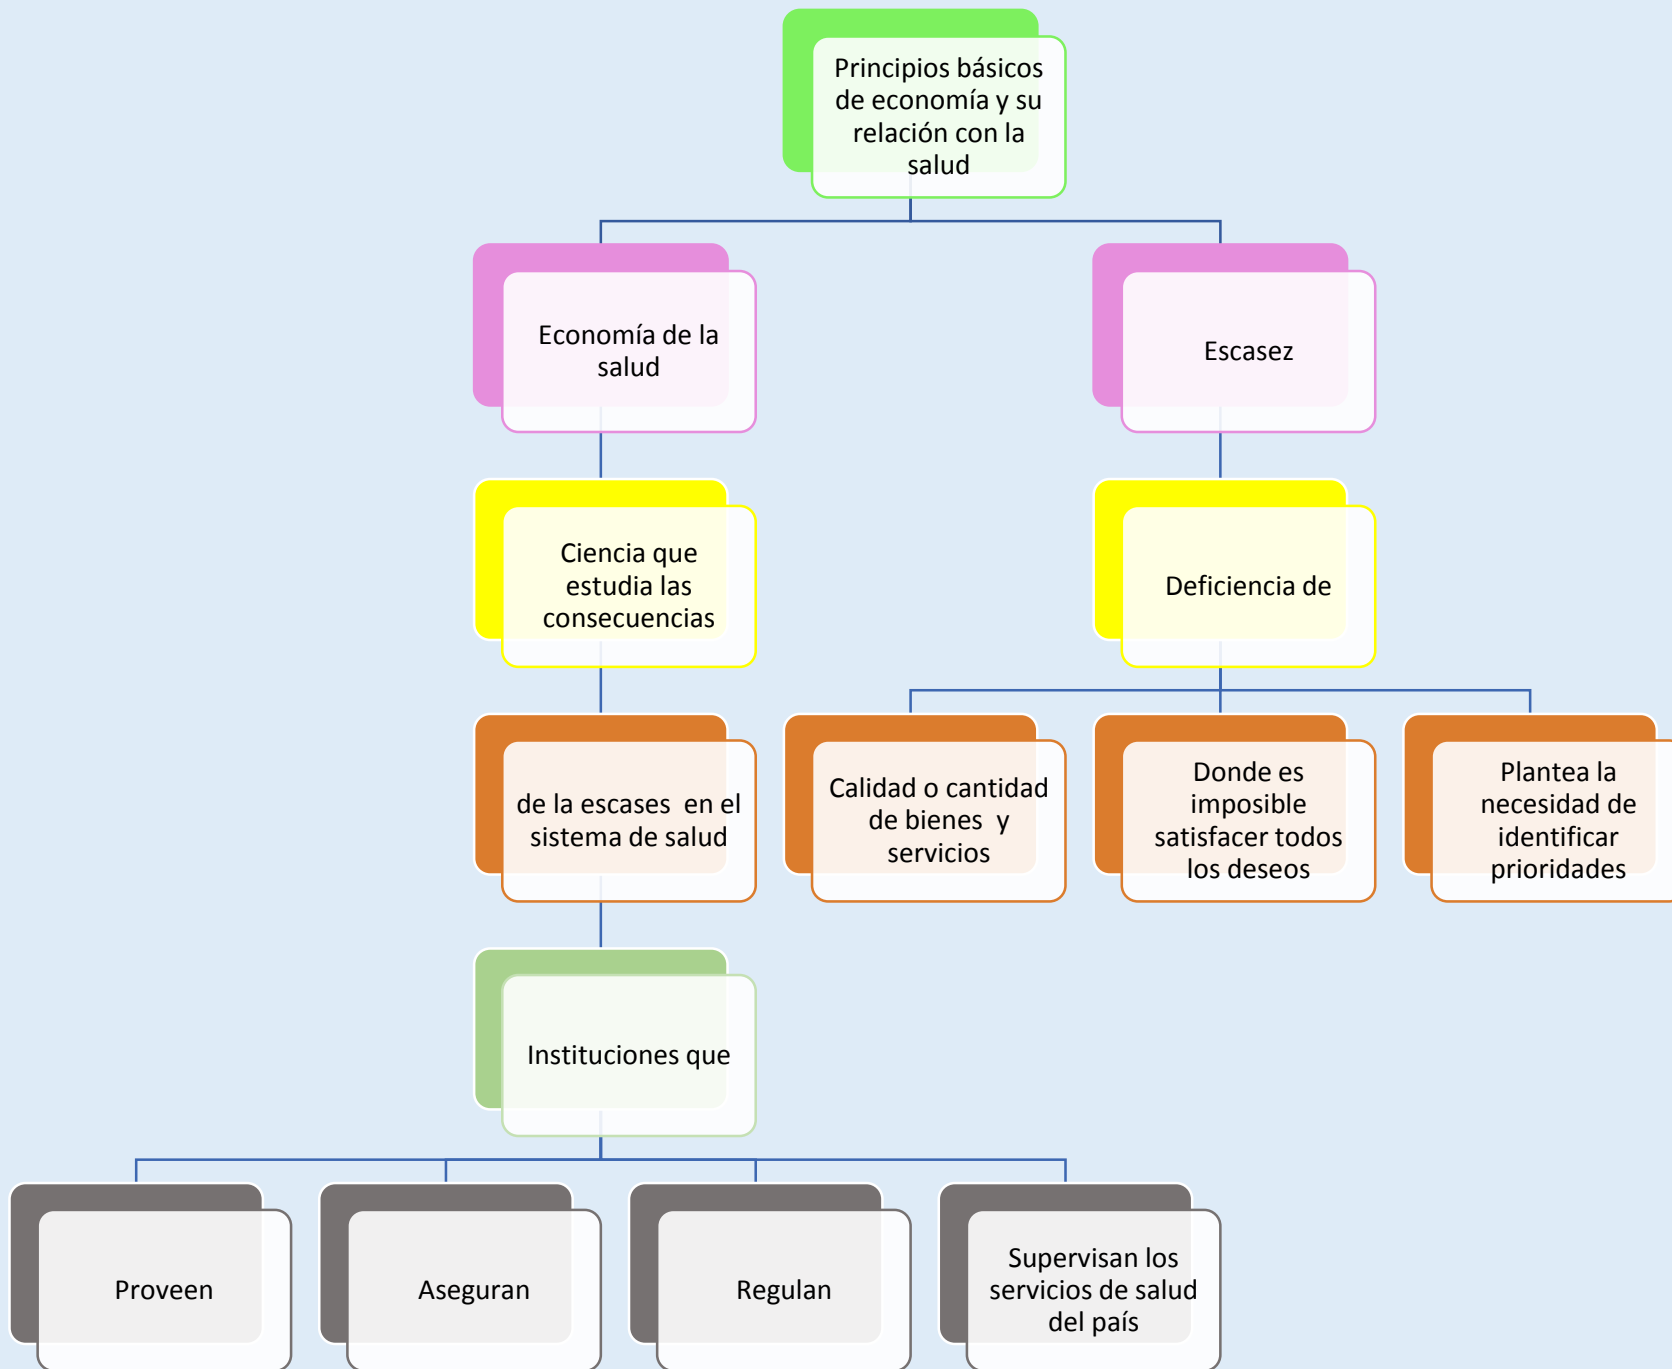 Principios básicos
de economía y su
relación con la
salud
Economía de la
salud
Escasez
Ciencia que
estudia las
consecuencias
Deficiencia de
de la escases en el
sistema de salud
Calidad o cantidad
de bienes y
servicios
Donde es
imposible
satisfacer todos
los deseos
Plantea la
necesidad de
identificar
prioridades
Instituciones que
Proveen
Aseguran
Regulan
Supervisan los
servicios de salud
del país